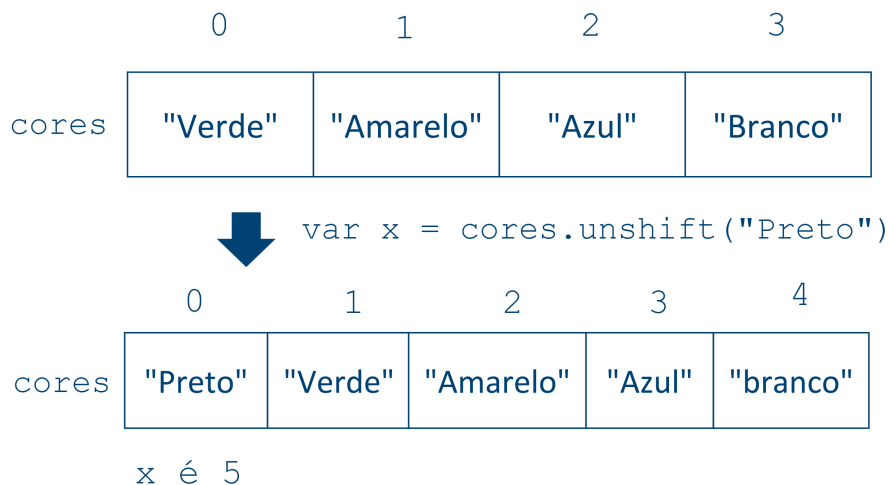 0 1 2 3
cores "Verde" "Amarelo" "Azul" "Branco"
var x = cores.unshift("Preto")
0 1 2 3 4
cores "Preto" "Verde" "Amarelo" "Azul" "branco"
x é 5